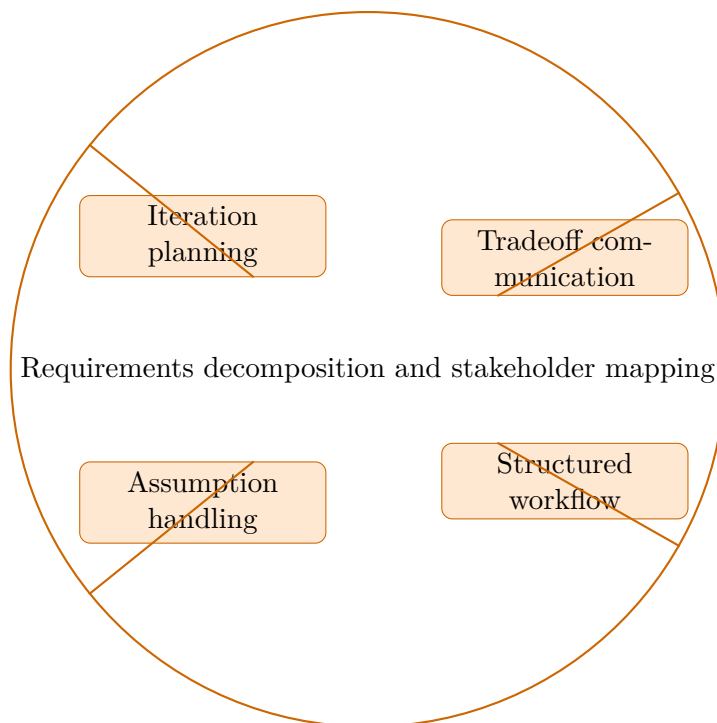 Iteration
planning
Tradeoff com-
munication
Requirements decomposition and stakeholder mapping
Assumption
handling
Structured
workflow